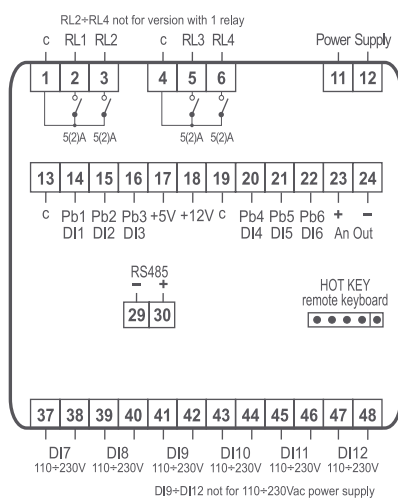 RL2÷RL4 not for version with 1 relay
c RL1 RL2 c RL3 RL4 Power Supply
1 2 3 4 5 6 11 12
5(2)A 5(2)A 5(2)A 5(2)A
13 14 15 16 17 18 19 20 21 22 23 24
c Pb1 Pb2 Pb3 +5V +12V c Pb4 Pb5 Pb6 + −
DI1 DI2 DI3 DI4 DI5 DI6 An Out
RS485
− +
29 30
HOT KEY
remote keyboard
37 38 39 40 41 42 43 44 45 46 47 48
DI7 DI8 DI9 DI10 DI11 DI12
110÷230V 110÷230V 110÷230V 110÷230V 110÷230V 110÷230V
DI9÷DI12 not for 110÷230Vac power supply